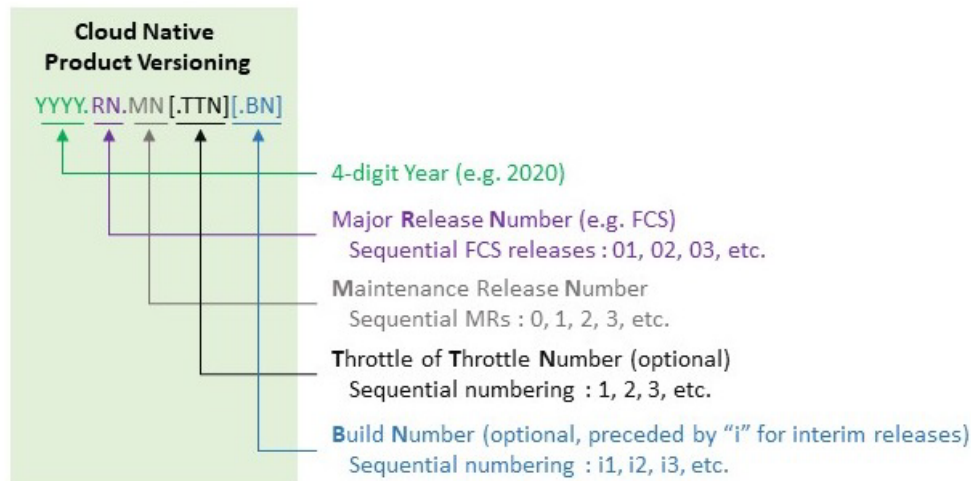 Cloud Native
Product Versioning
YYYY.RN.MN[.TTN][.BN]
4-digit Year (e.g. 2020)
Major Release Number (e.g. FCS)
Sequential FCS releases : 01, 02, 03, etc.
Maintenance Release Number
Sequential MRs : 0, 1, 2, 3, etc.
Throttle of Throttle Number (optional)
Sequential numbering : 1, 2, 3, etc.
Build Number (optional, preceded by “i” for interim releases)
Sequential numbering : i1, i2, i3, etc.